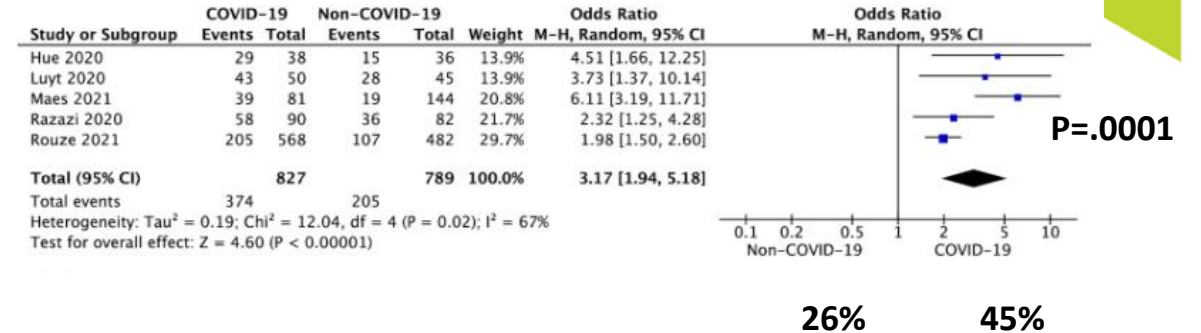 COVID-19 Non-COVID-19 Odds Ratio Odds Ratio
Study or Subgroup Events Total Events Total Weight M-H, Random, 95% CI M-H, Random, 95% CI
Hue 2020 29 38 15 36 13.9% 4.51 [1.66, 12.25]
Luyt 2020 43 50 28 45 13.9% 3.73 [1.37, 10.14]
Maes 2021 39 81 19 144 20.8% 6.11 [3.19, 11.71]
Razazi 2020 58 90 36 82 21.7% 2.32 [1.25, 4.28]
Rouze 2021 205 568 107 482 29.7% 1.98 [1.50, 2.60]
P=.0001
Total (95% CI) 827 789 100.0% 3.17 [1.94, 5.18]
Total events 374 205
Heterogeneity: Tau² = 0.19; Chi² = 12.04, df = 4 (P = 0.02); I² = 67%
Test for overall effect: Z = 4.60 (P < 0.00001)
0.1 0.2 0.5 1 2 5 10
Non-COVID-19 COVID-19
26% 45%